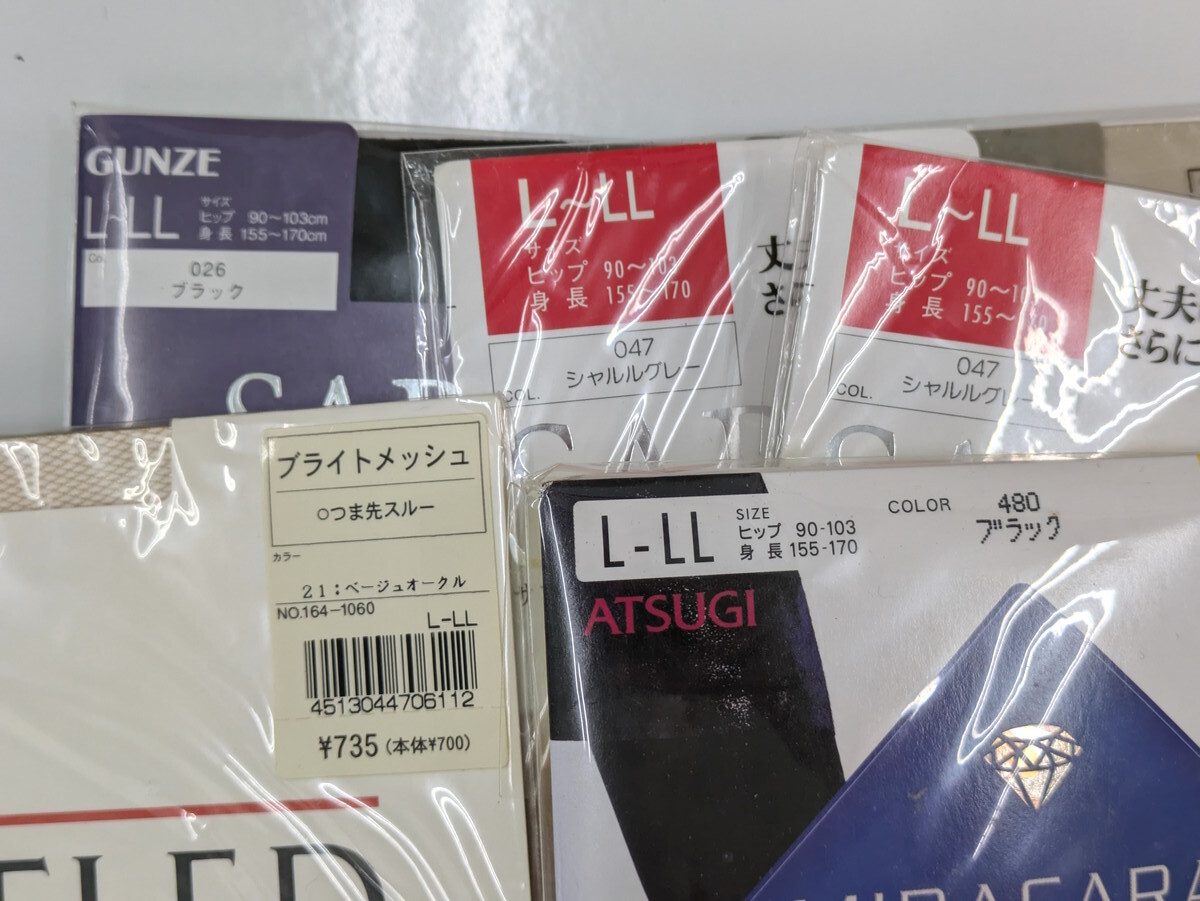 GUNZE
L~LL
サイズ
ヒップ 90～103cm
身長 155～170cm
026
ブラック
L～LL
サイズ
ヒップ 90～103
身長 155～170
047
シャルルグレー
COL.
L～LL
サイズ
ヒップ 90～10
身長 155～
047
シャルルグレー
COL.
丈夫
さらに
ブライトメッシュ
○つま先スルー
カラー
21：ベージュオークル
NO.164-1060
L-LL
4513044706112
¥735(本体¥700)
L-LL
SIZE
ヒップ 90-103
身長 155-170
COLOR 480
ブラック
ATSUGI